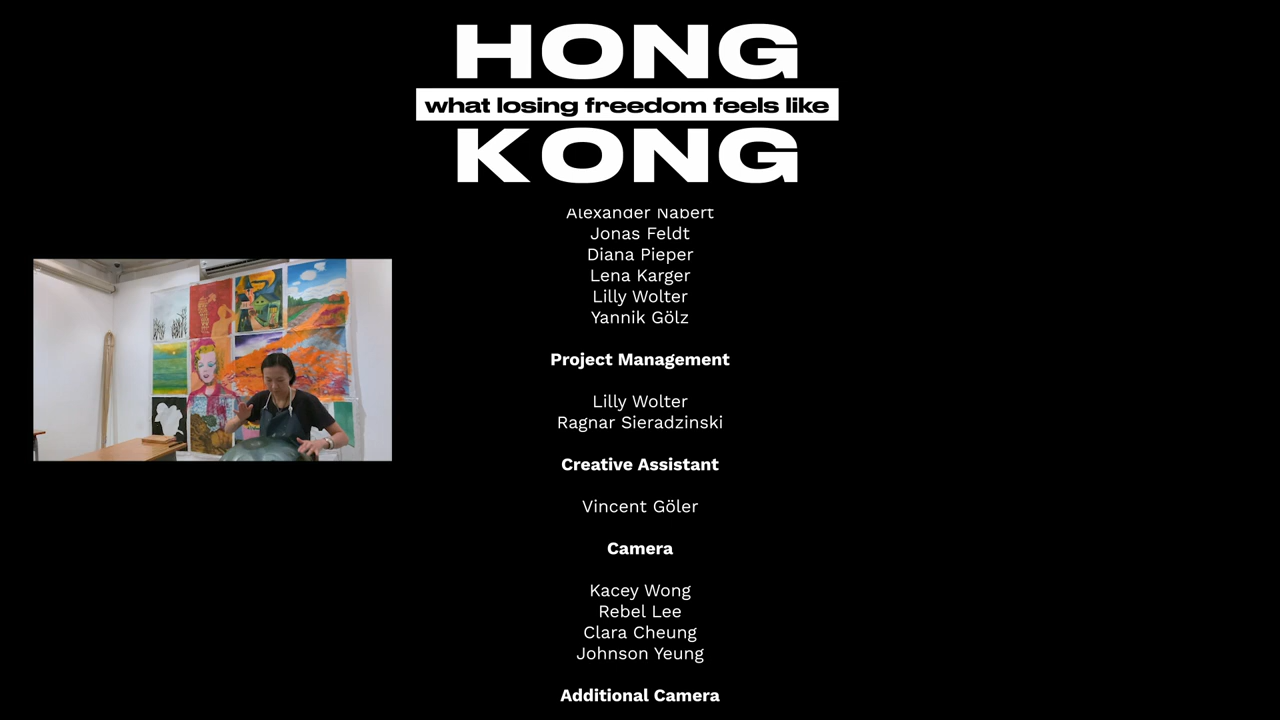 HONG
what losing freedom feels like
KONG
Alexander Nabert
Jonas Feldt
Diana Pieper
Lena Karger
Lilly Wolter
Yannik Gölz
Project Management
Lilly Wolter
Ragnar Sieradzinski
Creative Assistant
Vincent Göler
Camera
Kacey Wong
Rebel Lee
Clara Cheung
Johnson Yeung
Additional Camera